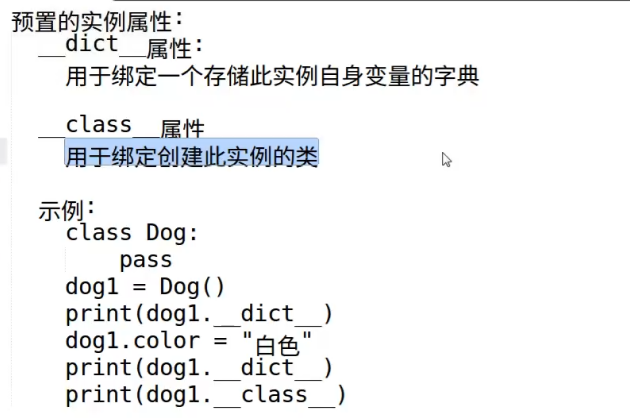 预置的实例属性:
__dict__属性:
用于绑定一个存储此实例自身变量的字典
__class__属性
用于绑定创建此实例的类
示例:
class Dog:
pass
dog1 = Dog()
print(dog1.__dict__)
dog1.color = "白色"
print(dog1.__dict__)
print(dog1.__class__)